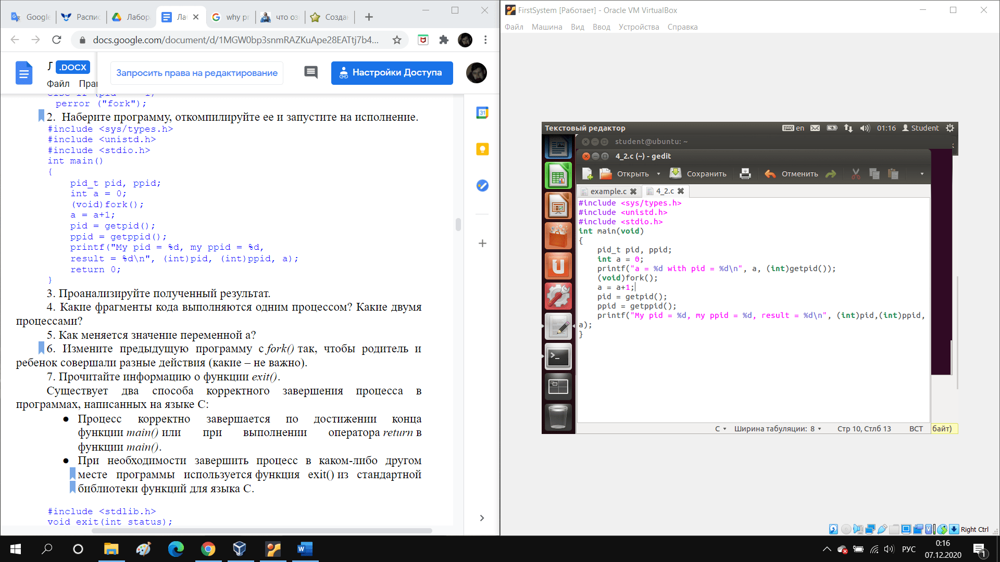 Google
Распис
Лабор
Ла
why pr
что оз
Созда
docs.google.com/document/d/1MGW0bp3snmRAZKuApe28EATtj7b4...
Л .DOCX
Файл Прав
Запросить права на редактирование
Настройки Доступа
perror ("fork");
2. Наберите программу, откомпилируйте ее и запустите на исполнение.
#include <sys/types.h>
#include <unistd.h>
#include <stdio.h>
int main()
{
pid_t pid, ppid;
int a = 0;
(void)fork();
a = a+1;
pid = getpid();
ppid = getppid();
printf("My pid = %d, my ppid = %d,
result = %d\n", (int)pid, (int)ppid, a);
return 0;
}
3. Проанализируйте полученный результат.
4. Какие фрагменты кода выполняются одним процессом? Какие двумя
процессами?
5. Как меняется значение переменной а?
6. Измените предыдущую программу с fork() так, чтобы родитель и
ребенок совершали разные действия (какие – не важно).
7. Прочитайте информацию о функции exit().
Существует два способа корректного завершения процесса в
программах, написанных на языке С:
● Процесс корректно завершается по достижении конца
функции main() или при выполнении оператора return в
функции main().
● При необходимости завершить процесс в каком-либо другом
месте программы используется функция exit() из стандартной
библиотеки функций для языка С.
#include <stdlib.h>
void exit(int status);
31
FirstSystem [Работает] - Oracle VM VirtualBox
Файл Машина Вид Ввод Устройства Справка
Текстовый редактор
en 01:16 Student
student@ubuntu: ~
4_2.c (~) - gedit
Открыть Сохранить Отменить
example.c 4_2.c
#include <sys/types.h>
#include <unistd.h>
#include <stdio.h>
int main(void)
{
pid_t pid, ppid;
int a = 0;
printf("a = %d with pid = %d\n", a, (int)getpid());
(void)fork();
a = a+1;
pid = getpid();
ppid = getppid();
printf("My pid = %d, my ppid = %d, result = %d\n", (int)pid,(int)ppid,
a);
}
C Ширина табуляции: 8 Стр 10, Стлб 13 ВСТ
байт)
Right Ctrl
РУС
0:16
07.12.2020
1